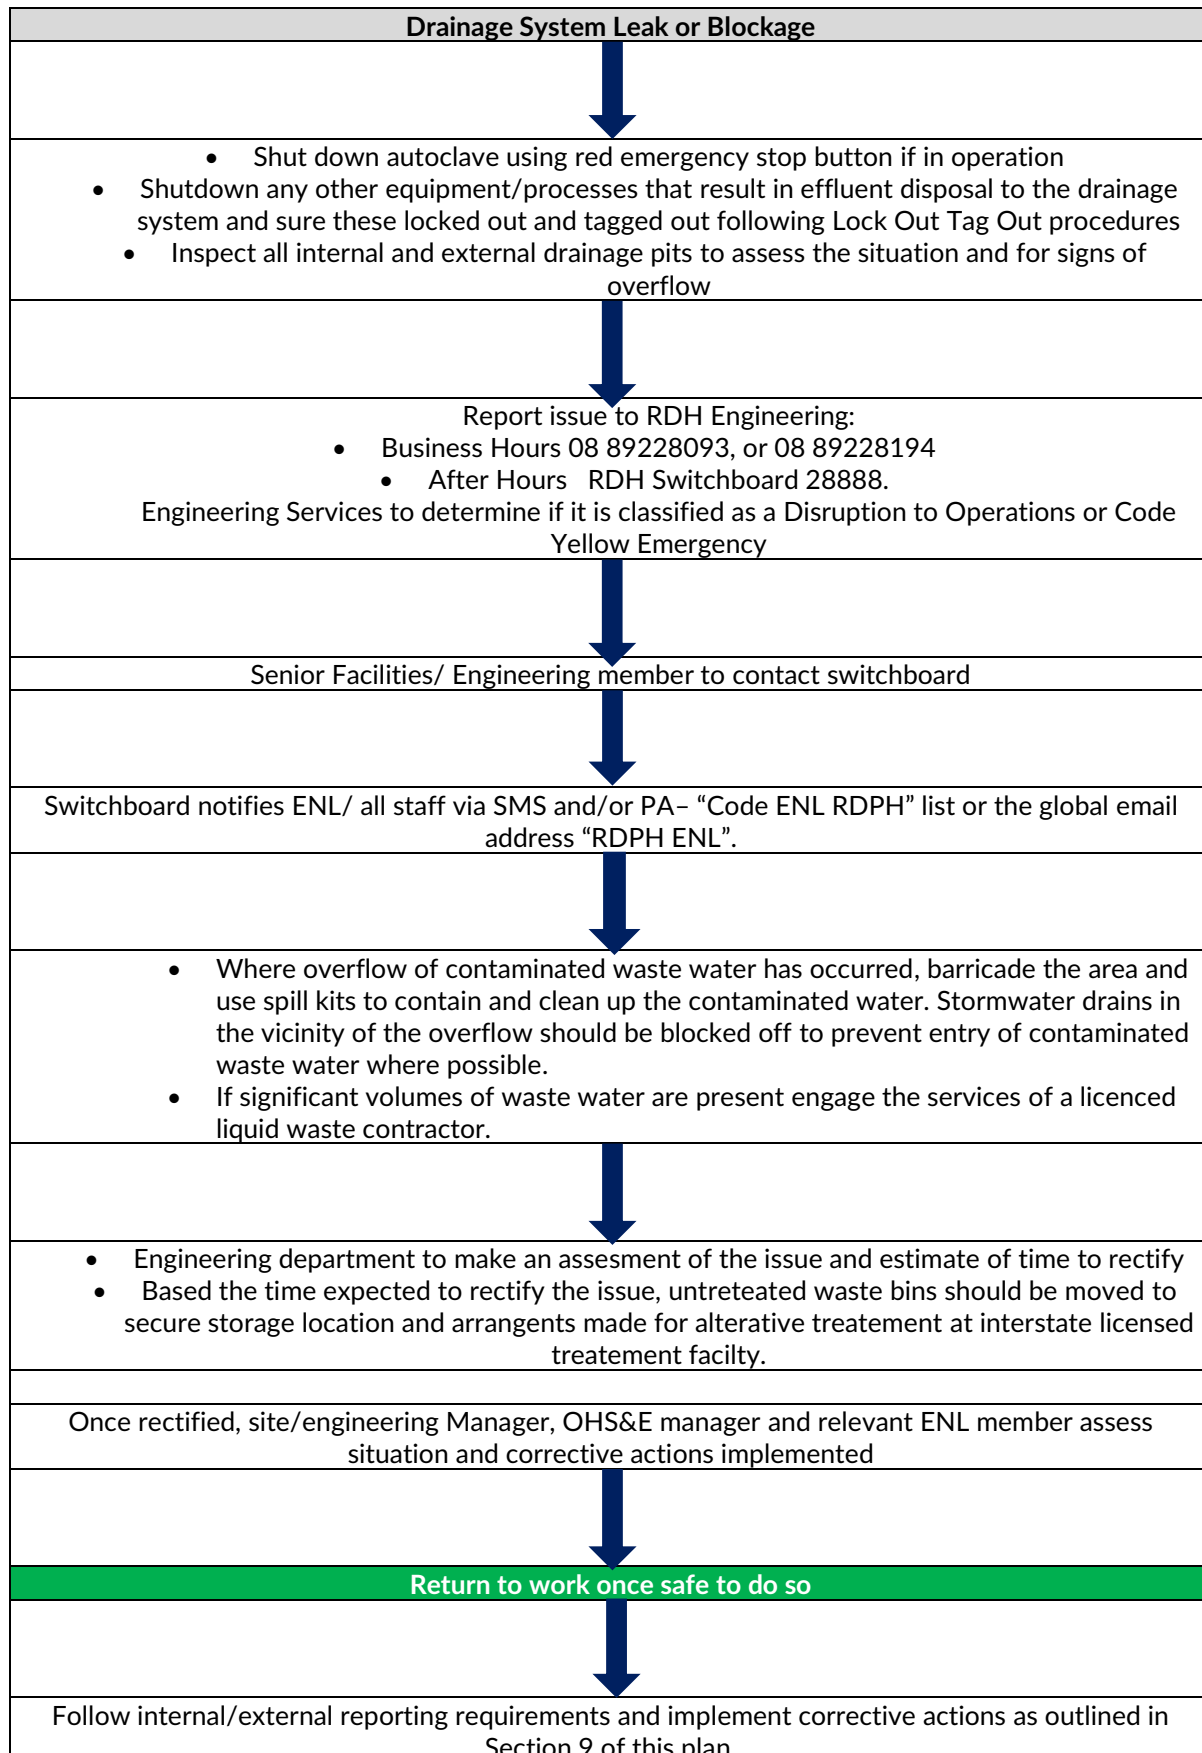 Drainage System Leak or Blockage
• Shut down autoclave using red emergency stop button if in operation
• Shutdown any other equipment/processes that result in effluent disposal to the drainage
system and sure these locked out and tagged out following Lock Out Tag Out procedures
• Inspect all internal and external drainage pits to assess the situation and for signs of
overflow
Report issue to RDH Engineering:
• Business Hours 08 89228093, or 08 89228194
• After Hours RDH Switchboard 28888.
Engineering Services to determine if it is classified as a Disruption to Operations or Code
Yellow Emergency
Senior Facilities/ Engineering member to contact switchboard
Switchboard notifies ENL/ all staff via SMS and/or PA– “Code ENL RDPH” list or the global email
address “RDPH ENL”.
• Where overflow of contaminated waste water has occurred, barricade the area and
use spill kits to contain and clean up the contaminated water. Stormwater drains in
the vicinity of the overflow should be blocked off to prevent entry of contaminated
waste water where possible.
• If significant volumes of waste water are present engage the services of a licenced
liquid waste contractor.
• Engineering department to make an assesment of the issue and estimate of time to rectify
• Based the time expected to rectify the issue, untreteated waste bins should be moved to
secure storage location and arrangents made for alterative treatement at interstate licensed
treatement facilty.
Once rectified, site/engineering Manager, OHS&E manager and relevant ENL member assess
situation and corrective actions implemented
Return to work once safe to do so
Follow internal/external reporting requirements and implement corrective actions as outlined in
Section 9 of this plan